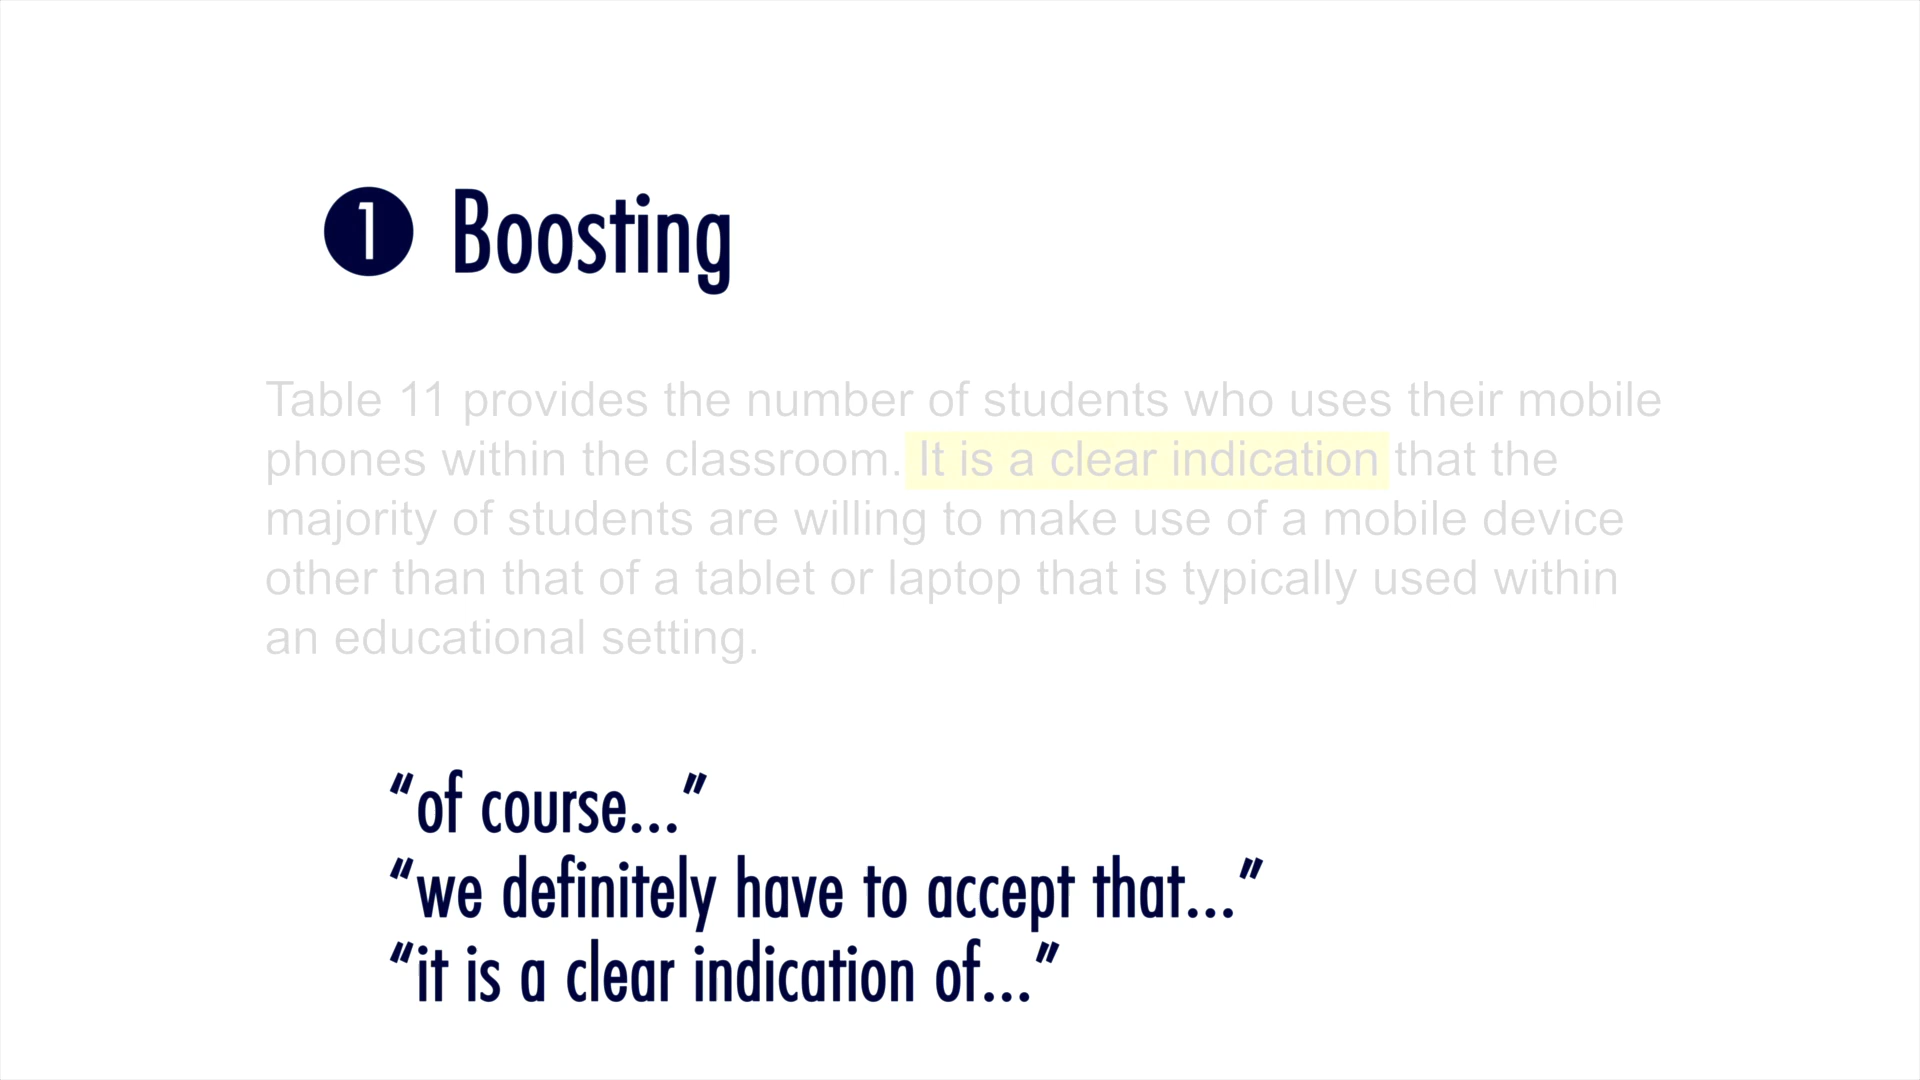 1 Boosting
Table 11 provides the number of students who uses their mobile
phones within the classroom. It is a clear indication that the
majority of students are willing to make use of a mobile device
other than that of a tablet or laptop that is typically used within
an educational setting.
“of course...”
“we definitely have to accept that...”
“it is a clear indication of...”